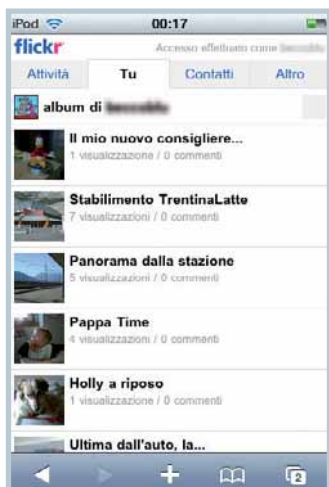 iPod 00:17
flickr Accesso effettuato come
Attività Tu Contatti Altro
album di
Il mio nuovo consigliere...
1 visualizzazione / 0 commenti
Stabilimento TrentinaLatte
7 visualizzazioni / 0 commenti
Panorama dalla stazione
5 visualizzazioni / 0 commenti
Pappa Time
4 visualizzazioni / 0 commenti
Holly a riposo
1 visualizzazione / 0 commenti
Ultima dall'auto, la...
2